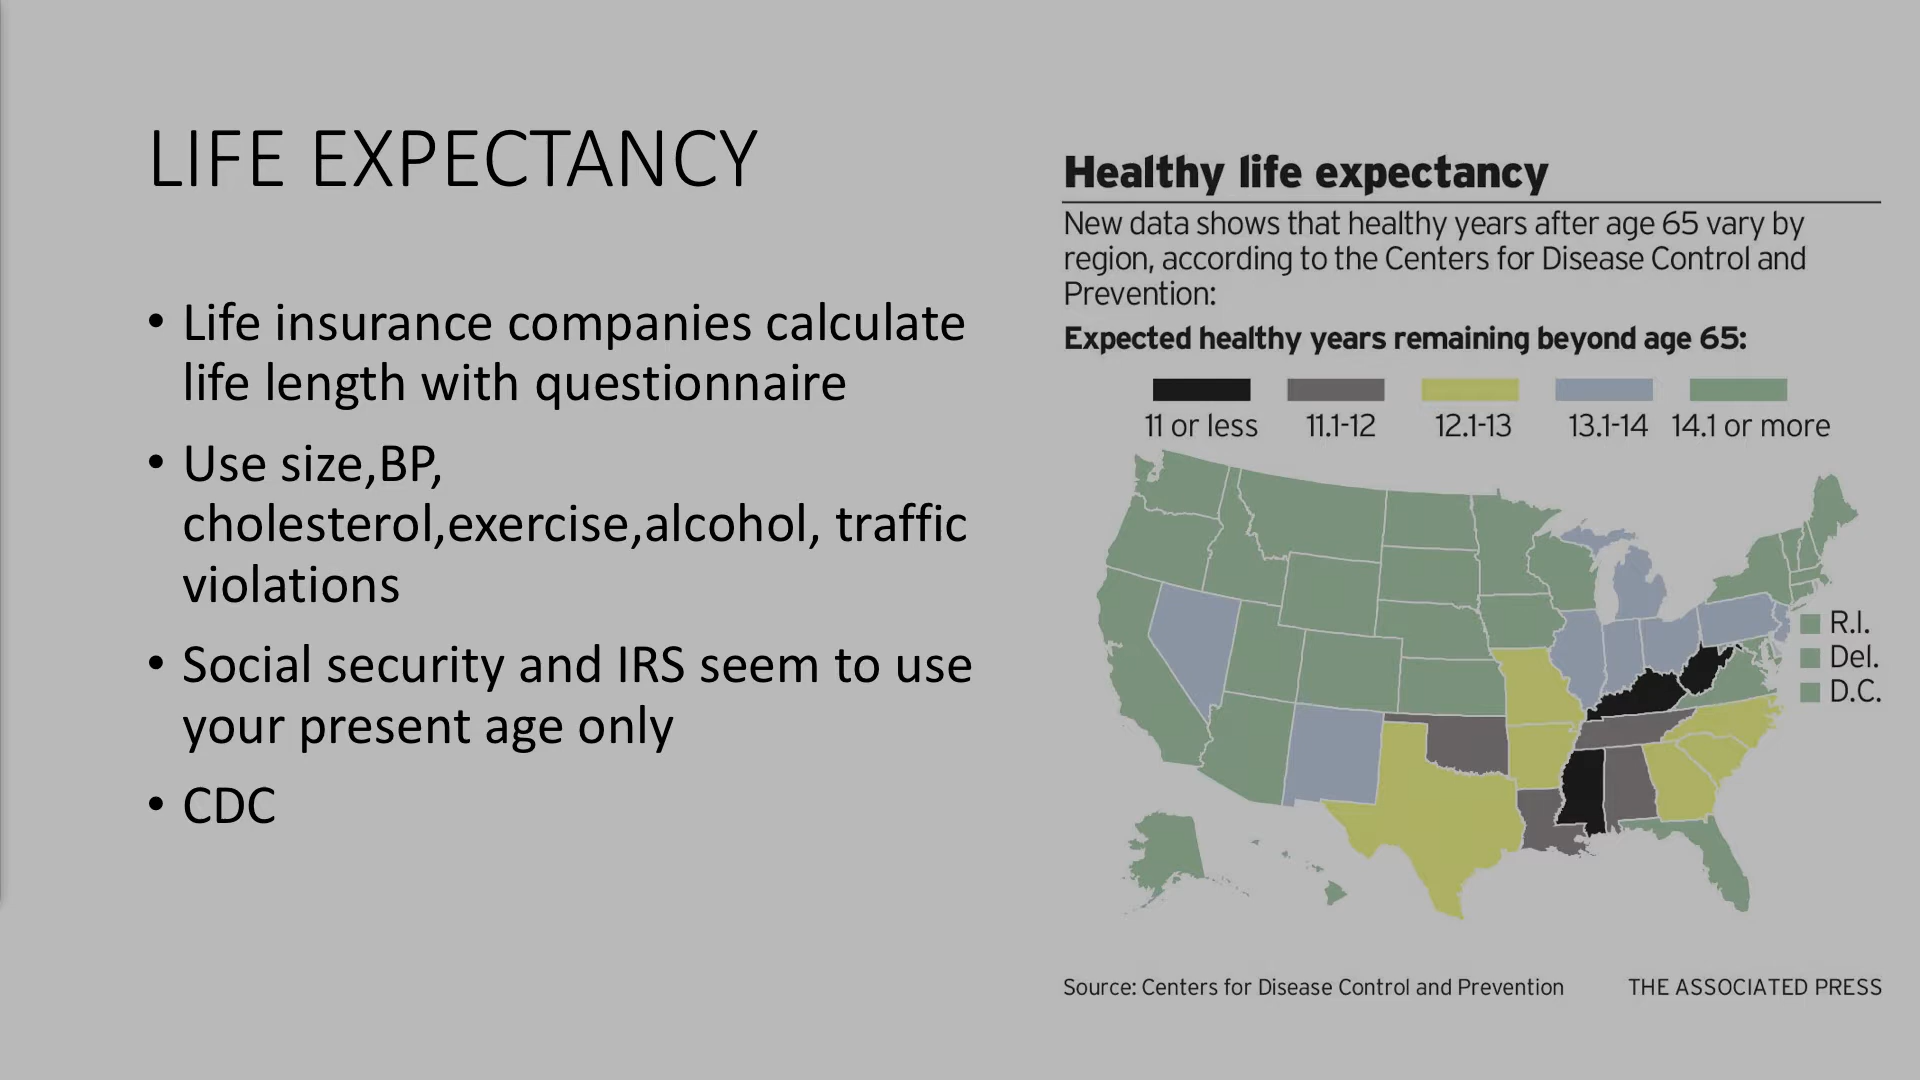 LIFE EXPECTANCY
• Life insurance companies calculate
life length with questionnaire
• Use size,BP,
cholesterol,exercise,alcohol, traffic
violations
• Social security and IRS seem to use
your present age only
• CDC
Healthy life expectancy
New data shows that healthy years after age 65 vary by
region, according to the Centers for Disease Control and
Prevention:
Expected healthy years remaining beyond age 65:
11 or less 11.1-12 12.1-13 13.1-14 14.1 or more
R.I.
Del.
D.C.
Source: Centers for Disease Control and Prevention THE ASSOCIATED PRESS